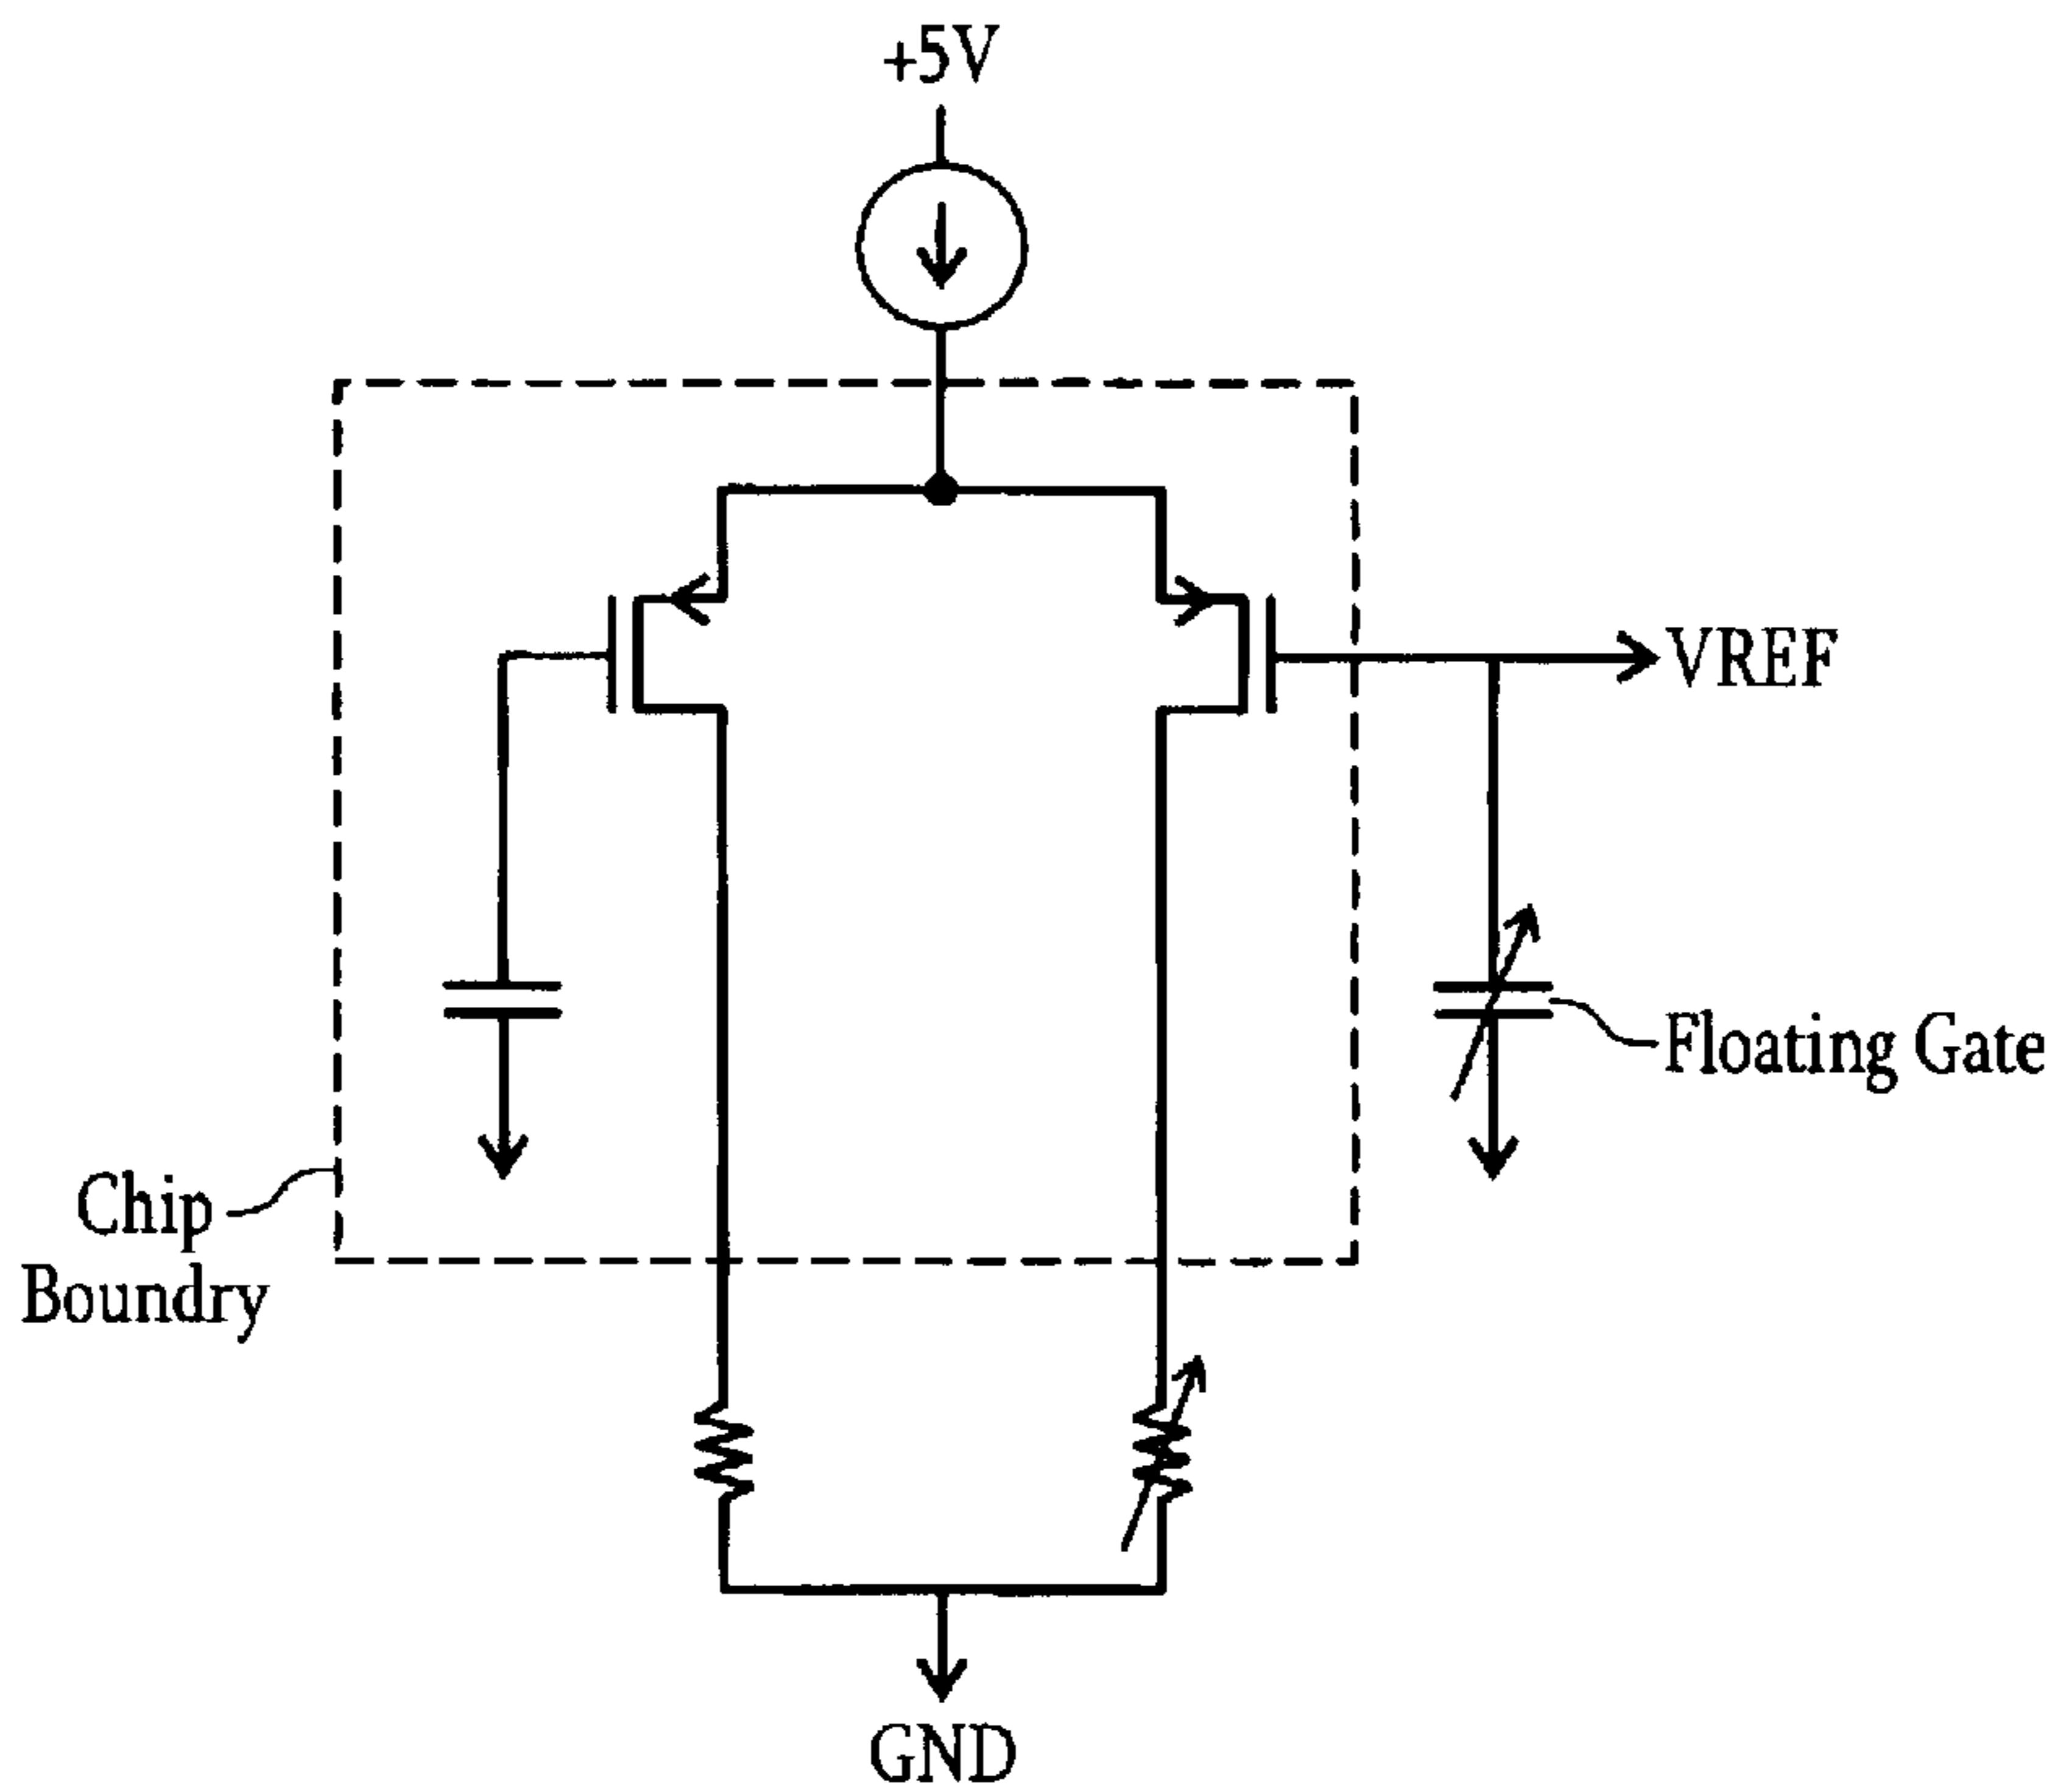 +5V
VREF
Floating Gate
Chip
Boundry
GND